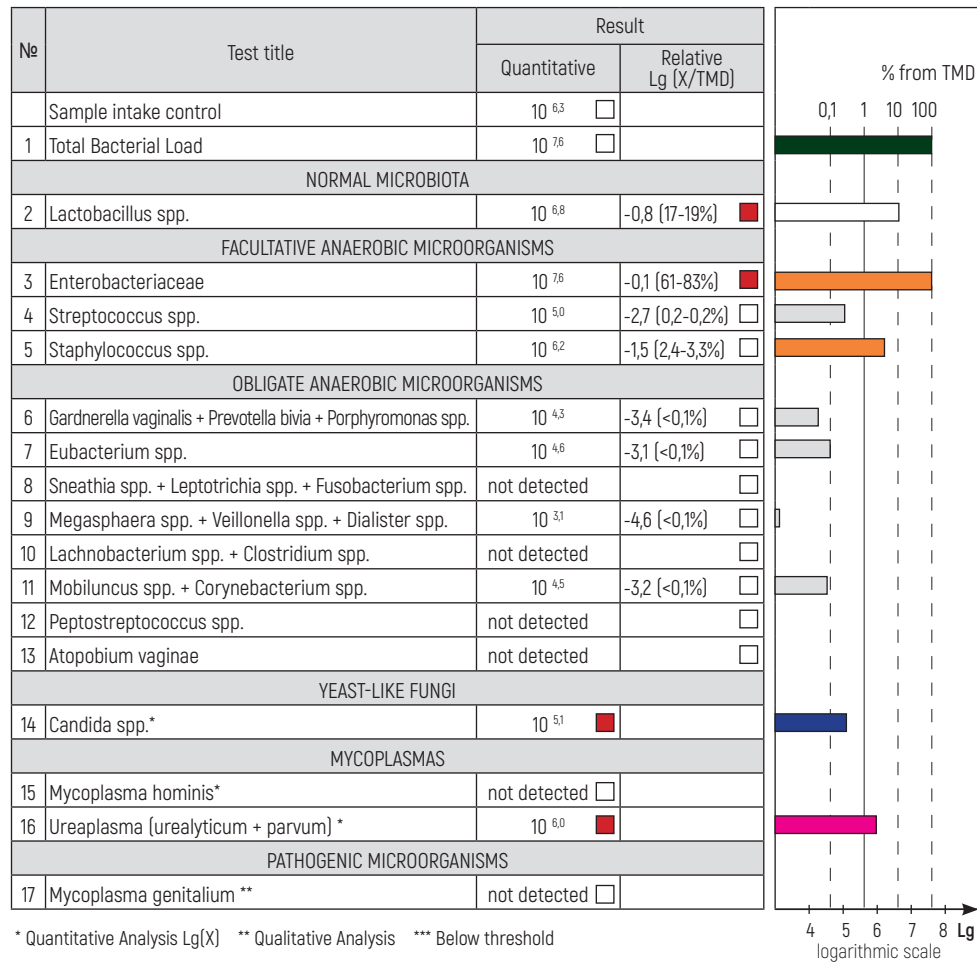 № Test title Result
Quantitative Relative Lg (X/TMD)
% from TMD
Sample intake control 10 6,3
0,1 1 10 100
1 Total Bacterial Load 10 7,6
NORMAL MICROBIOTA
2 Lactobacillus spp. 10 6,8 -0,8 (17-19%)
FACULTATIVE ANAEROBIC MICROORGANISMS
3 Enterobacteriaceae 10 7,6 -0,1 (61-83%)
4 Streptococcus spp. 10 5,0 -2,7 (0,2-0,2%)
5 Staphylococcus spp. 10 6,2 -1,5 (2,4-3,3%)
OBLIGATE ANAEROBIC MICROORGANISMS
6 Gardnerella vaginalis + Prevotella bivia + Porphyromonas spp. 10 4,3 -3,4 (<0,1%)
7 Eubacterium spp. 10 4,6 -3,1 (<0,1%)
8 Sneathia spp. + Leptotrichia spp. + Fusobacterium spp. not detected
9 Megasphaera spp. + Veillonella spp. + Dialister spp. 10 3,1 -4,6 (<0,1%)
10 Lachnobacterium spp. + Clostridium spp. not detected
11 Mobiluncus spp. + Corynebacterium spp. 10 4,5 -3,2 (<0,1%)
12 Peptostreptococcus spp. not detected
13 Atopobium vaginae not detected
YEAST-LIKE FUNGI
14 Candida spp.* 10 5,1
MYCOPLASMAS
15 Mycoplasma hominis* not detected
16 Ureaplasma (urealyticum + parvum) * 10 6,0
PATHOGENIC MICROORGANISMS
17 Mycoplasma genitalium ** not detected
4 5 6 7 8 Lg
logarithmic scale
* Quantitative Analysis Lg(X) ** Qualitative Analysis *** Below threshold